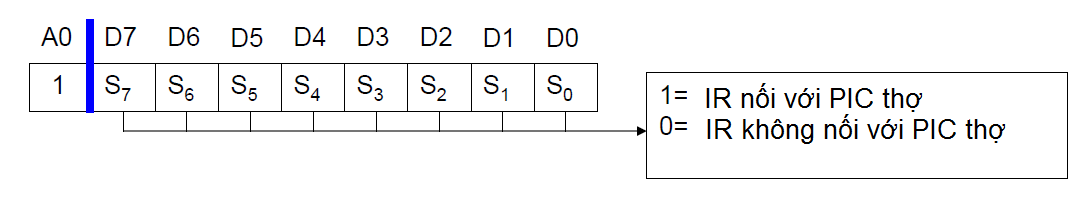 A0 D7 D6 D5 D4 D3 D2 D1 D0
1 S7 S6 S5 S4 S3 S2 S1 S0
1= IR nối với PIC thợ
0= IR không nối với PIC thợ